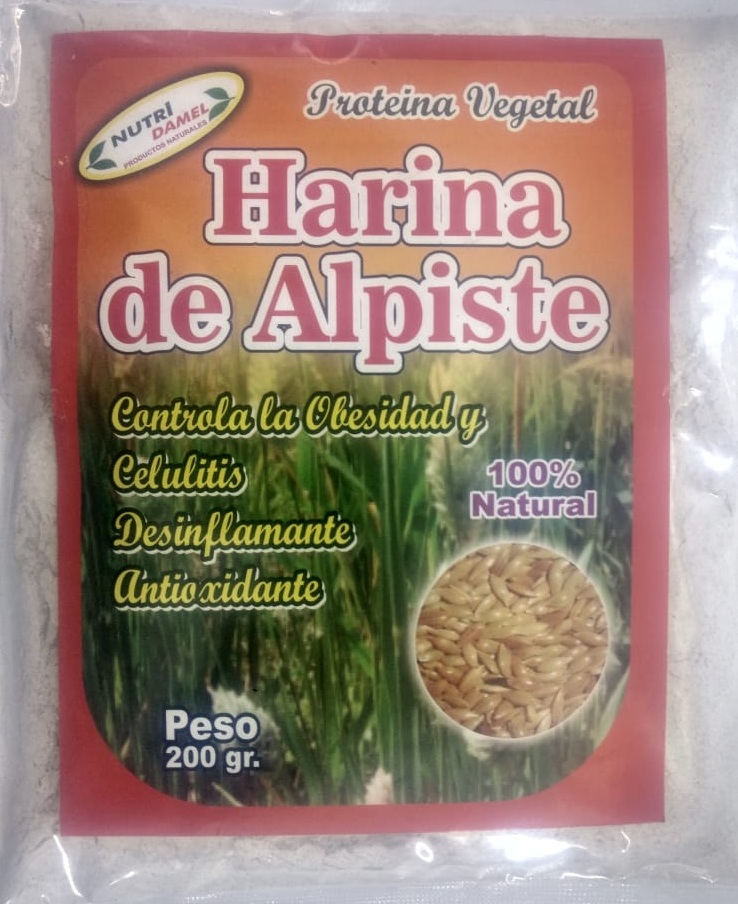 NUTRI
DAMEL
PRODUCTOS NATURALES
Proteina Vegetal
Harina
de Alpiste
Controla la Obesidad y
Celulitis
Desinflamante
Antioxidante
100%
Natural
Peso
200 gr.